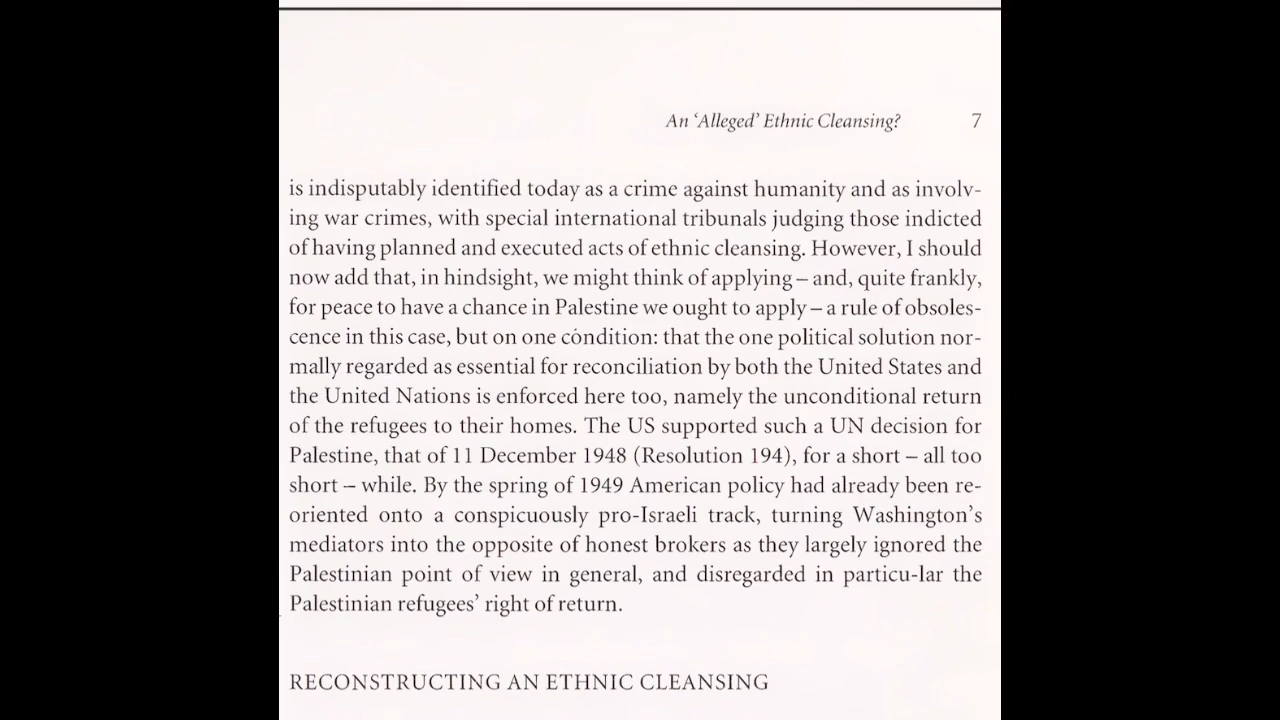 An ‘Alleged’ Ethnic Cleansing? 7
is indisputably identified today as a crime against humanity and as involv-
ing war crimes, with special international tribunals judging those indicted
of having planned and executed acts of ethnic cleansing. However, I should
now add that, in hindsight, we might think of applying – and, quite frankly,
for peace to have a chance in Palestine we ought to apply – a rule of obsoles-
cence in this case, but on one condition: that the one political solution nor-
mally regarded as essential for reconciliation by both the United States and
the United Nations is enforced here too, namely the unconditional return
of the refugees to their homes. The US supported such a UN decision for
Palestine, that of 11 December 1948 (Resolution 194), for a short – all too
short – while. By the spring of 1949 American policy had already been re-
oriented onto a conspicuously pro-Israeli track, turning Washington’s
mediators into the opposite of honest brokers as they largely ignored the
Palestinian point of view in general, and disregarded in particu-lar the
Palestinian refugees’ right of return.
RECONSTRUCTING AN ETHNIC CLEANSING